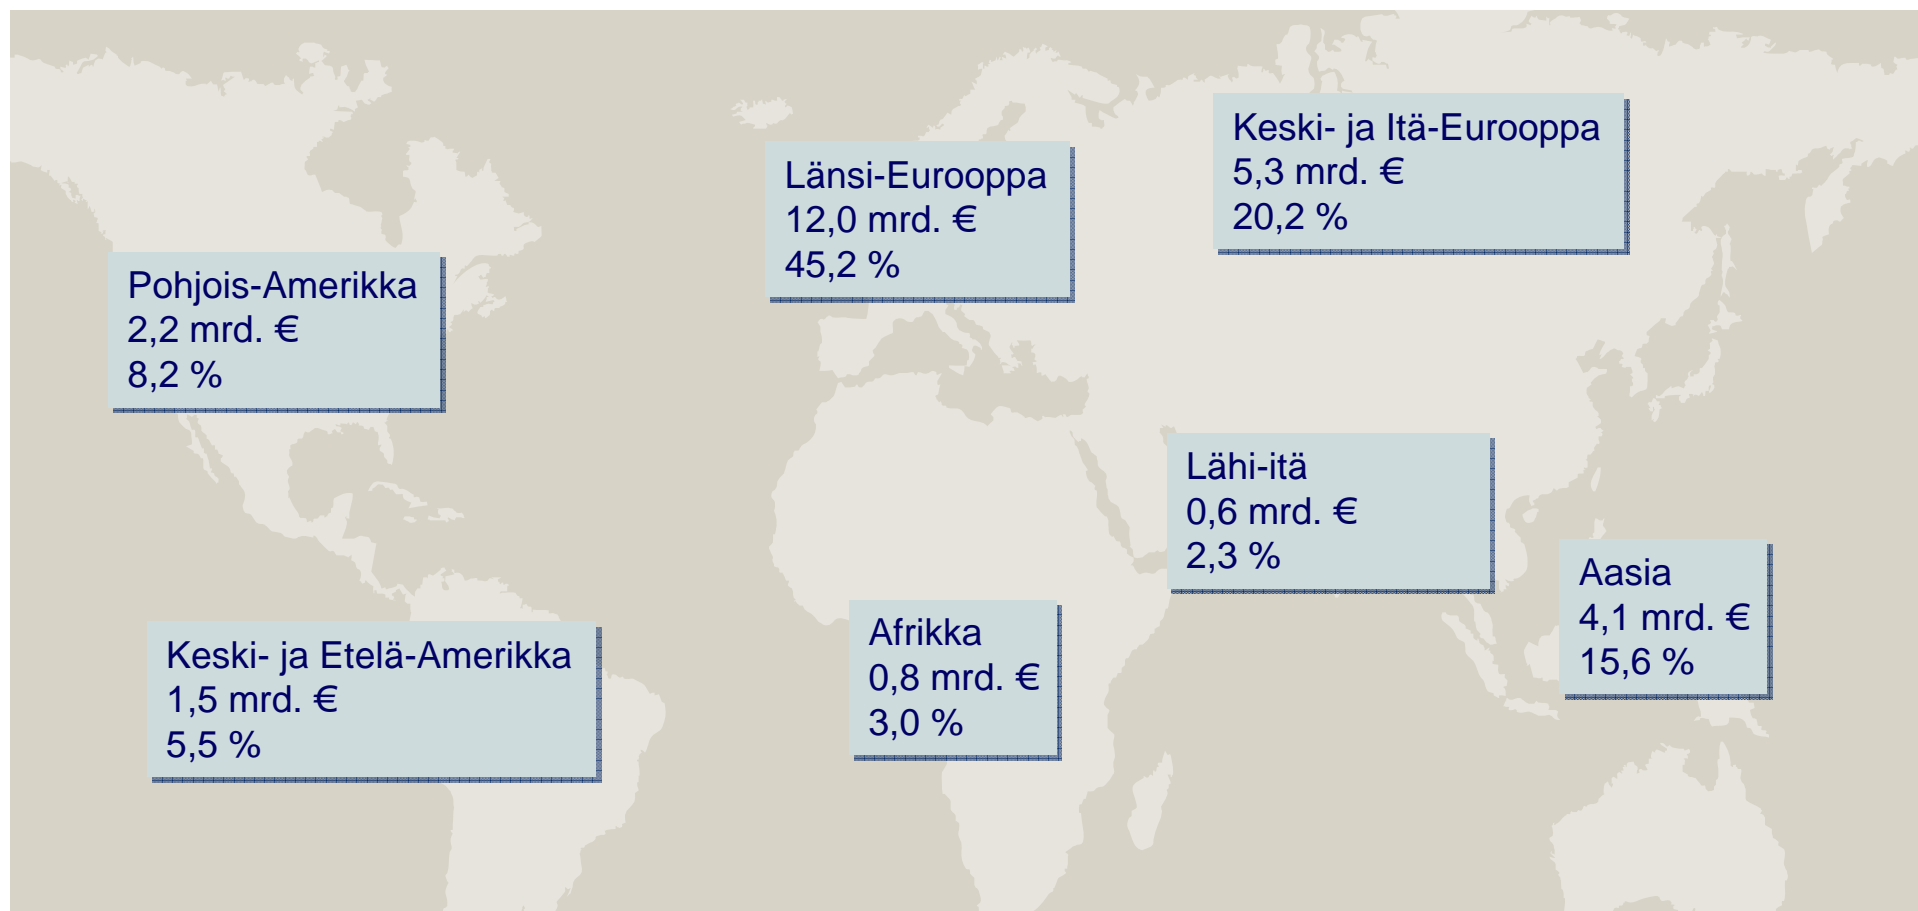 Keski- ja Itä-Eurooppa
5,3 mrd. €
20,2 %
Länsi-Eurooppa
12,0 mrd. €
45,2 %
Pohjois-Amerikka
2,2 mrd. €
8,2 %
Lähi-itä
0,6 mrd. €
2,3 %
Aasia
4,1 mrd. €
15,6 %
Afrikka
0,8 mrd. €
3,0 %
Keski- ja Etelä-Amerikka
1,5 mrd. €
5,5 %